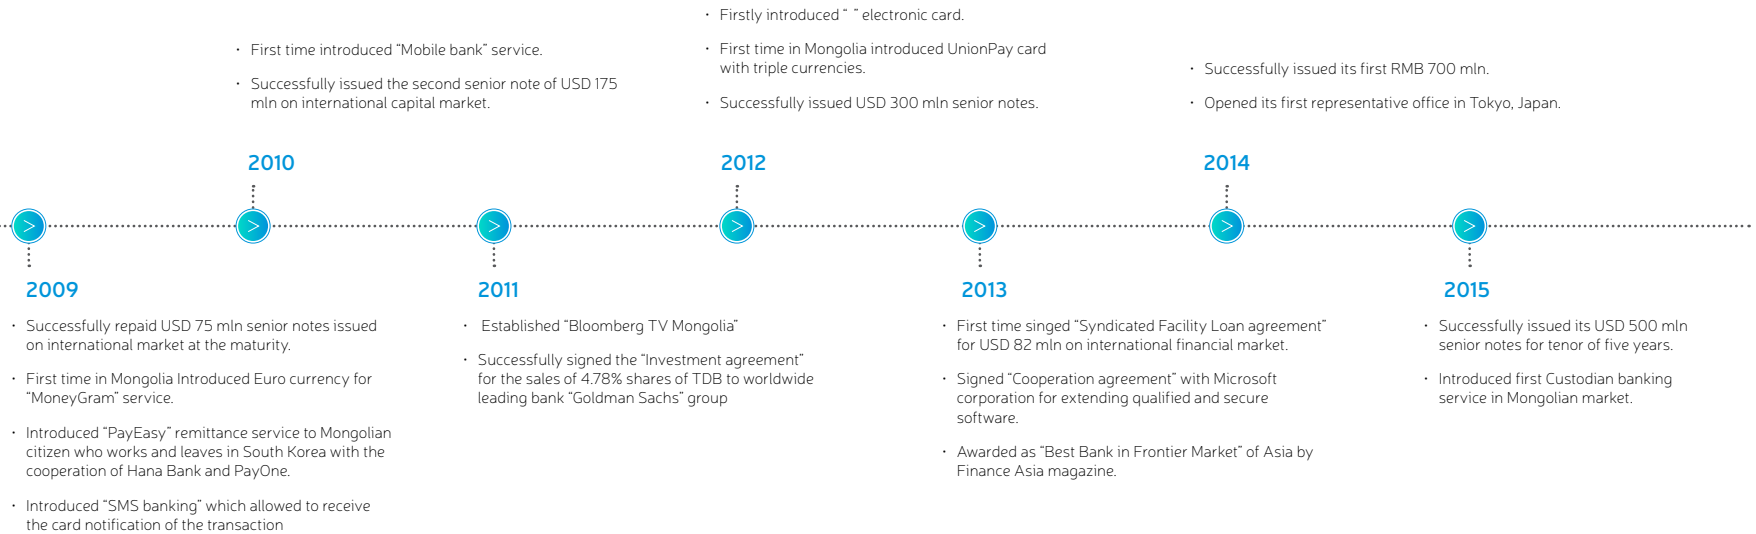 · Firstly introduced “ ” electronic card.
· First time in Mongolia introduced UnionPay card
with triple currencies.
· Successfully issued USD 300 mln senior notes.
· First time introduced “Mobile bank” service.
· Successfully issued the second senior note of USD 175
mln on international capital market.
· Successfully issued its first RMB 700 mln.
· Opened its first representative office in Tokyo, Japan.
2010
2012
2014
> > > > > > >
2009
· Successfully repaid USD 75 mln senior notes issued
on international market at the maturity.
· First time in Mongolia Introduced Euro currency for
“MoneyGram” service.
· Introduced “PayEasy” remittance service to Mongolian
citizen who works and leaves in South Korea with the
cooperation of Hana Bank and PayOne.
· Introduced “SMS banking” which allowed to receive
the card notification of the transaction
2011
· Established “Bloomberg TV Mongolia”
· Successfully signed the “Investment agreement”
for the sales of 4.78% shares of TDB to worldwide
leading bank “Goldman Sachs” group
2013
· First time singed “Syndicated Facility Loan agreement”
for USD 82 mln on international financial market.
· Signed “Cooperation agreement” with Microsoft
corporation for extending qualified and secure
software.
· Awarded as “Best Bank in Frontier Market” of Asia by
Finance Asia magazine.
2015
· Successfully issued its USD 500 mln
senior notes for tenor of five years.
· Introduced first Custodian banking
service in Mongolian market.